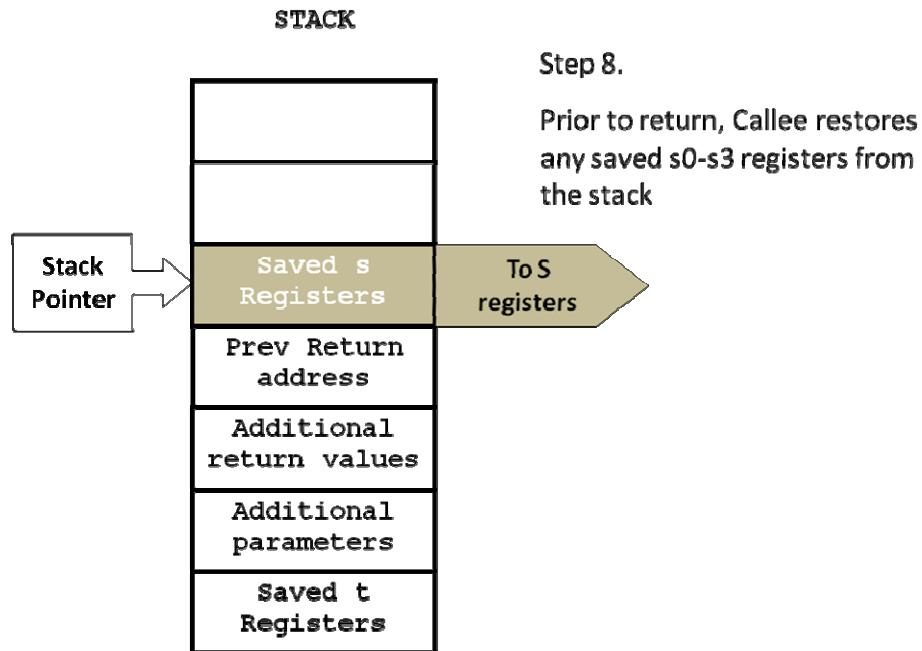 STACK
Step 8.
Prior to return, Callee restores
any saved s0-s3 registers from
the stack
Stack
Pointer
Saved s
Registers
To S
registers
Prev Return
address
Additional
return values
Additional
parameters
Saved t
Registers